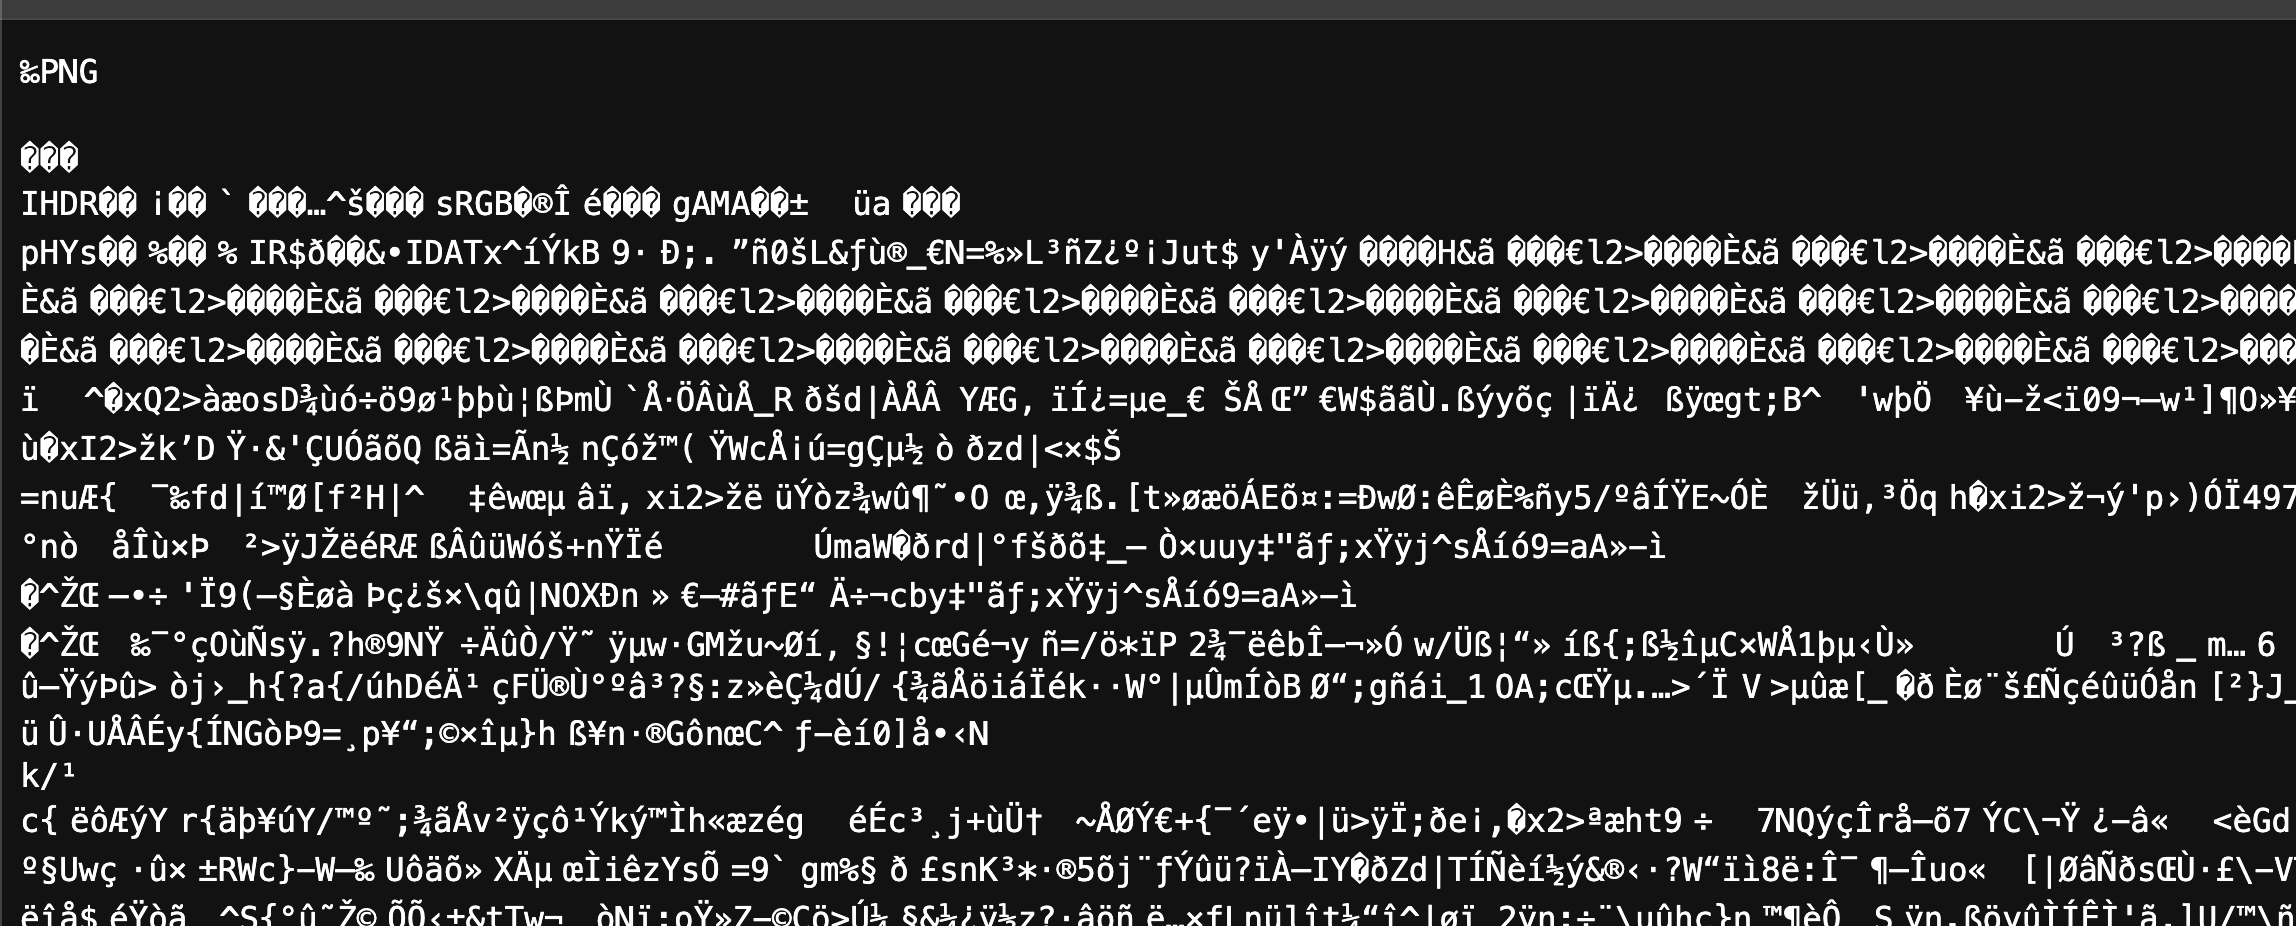 ‰PNG
���
IHDR�� ¡�� ` ���…^š��� sRGB�®Î é��� gAMA��± üa ���
pHYs�� %�� % IR$ð��&•IDATx^íÝkB 9· Ð;. ”ñ0šL&ƒù®_€N=%»L³ñZ¿º¡Jut$ y'Àÿý ����H&ã ���€l2>����È&ã ���€l2>����È&ã ���€l2>����
È&ã ���€l2>����È&ã ���€l2>����È&ã ���€l2>����È&ã ���€l2>����È&ã ���€l2>����È&ã ���€l2>����È&ã ���€l2>����È&ã ���€l2>����
�È&ã ���€l2>����È&ã ���€l2>����È&ã ���€l2>����È&ã ���€l2>����È&ã ���€l2>����È&ã ���€l2>����È&ã ���€l2>����È&ã ���€l2>���
ï ^�xQ2>àæosD¾ùó÷ö9ø¹þþù¦ßÞmÙ `Å·ÖÂùÅ_R ðšd|ÀÅÂ YÆG, ïÍ¿=µe_€ ŠÅ Œ” €W$ããÙ.ßýyõç |ïÄ¿ ßÿœgt;B^ 'wþÖ ¥ù–ž<ï09¬—w¹]¶O»¥
ù�xI2>žk’D Ÿ·&'ÇUÓãõQ ßäì=Ãn½ nÇóž™( ŸWcÅ¡ú=gÇµ½ ò ðzd|<×$Š
=nuÆ{ ¯‰fd|í™Ø[f²H|^ ‡êwœµ âï, xi2>žë üÝòz¾wû¶˜•O œ,ÿ¾ß.[t»øæöÁEõ¤:=ÐwØ:êÊøÈ%ñy5/ºâÍŸE~ÓÈ žÜü,³Öq h�xi2>ž¬ý'p›)ÓÏ497
°nò åÎù×Þ ²>ÿJŽëéRÆ ßÂûüWóš+nŸÏé ÚmaW�ðrd|°fšðõ‡_— Ò×uuy‡"ãƒ;xŸÿj^sÅíó9=aA»—ì
�^ŽŒ —•÷ 'Ï9(—§Èøà Þç¿š×\qû|NOXÐn » €—#ãƒE“ Ä÷¬cby‡"ãƒ;xŸÿj^sÅíó9=aA»—ì
�^ŽŒ ‰¯°çOùÑsÿ.?h®9NŸ ÷ÄûÒ/Ÿ˜ ÿµw·GMžu~Øí, §!¦cœGé¬y ñ=/ö*ïP 2¾¯ëêbÎ—¬»Ó w/Üß¦“» íß{;ß½îµC×WÅ1þµ‹Ù» Ú ³?ß _ m… 6
û—ŸýÞû> òj›_h{?a{/úhDéÄ¹ çFÜ®Ù°ºâ³?§:z»èÇ¼dÚ/ {¾ãÅöiáÏék··W°|µÛmÍòB Ø“;gñái_1 OA;cŒŸµ.…>´Ï V >µûæ[_ �ð Èø¨š£ÑçéûüÓån [²}J_
ü Û·UÅÂÉy{ÍNGòÞ9=¸p¥“;©×îµ}h ß¥n·®GônœC^ ƒ–èí0]å•‹N
k/¹
c{ ëôÆýY r{äþ¥úY/™º˜;¾ãÅv²ÿçô¹Ýký™Ìh«æzég éÉc³¸j+ùÜ† ~ÅØÝ€+{¯´eÿ•|ü>ÿÏ;ðe¡,�x2>ªæht9 ÷ 7NQýçÎrå—õ7 ÝC\¬Ÿ ¿—â« <èGd
º§Uwç ·û× ±RWc}—W—‰ Uôäõ» XÄµ œÌiêzYsÕ =9` gm%§ ð £snK³*·®5õj¨ƒÝûü?ïÀ—IY�ðZd|TÍÑèí½ý&®‹·?W“ïì8ë:Î¯ ¶—Îuo« [|ØâÑðsŒÙ·£\—V